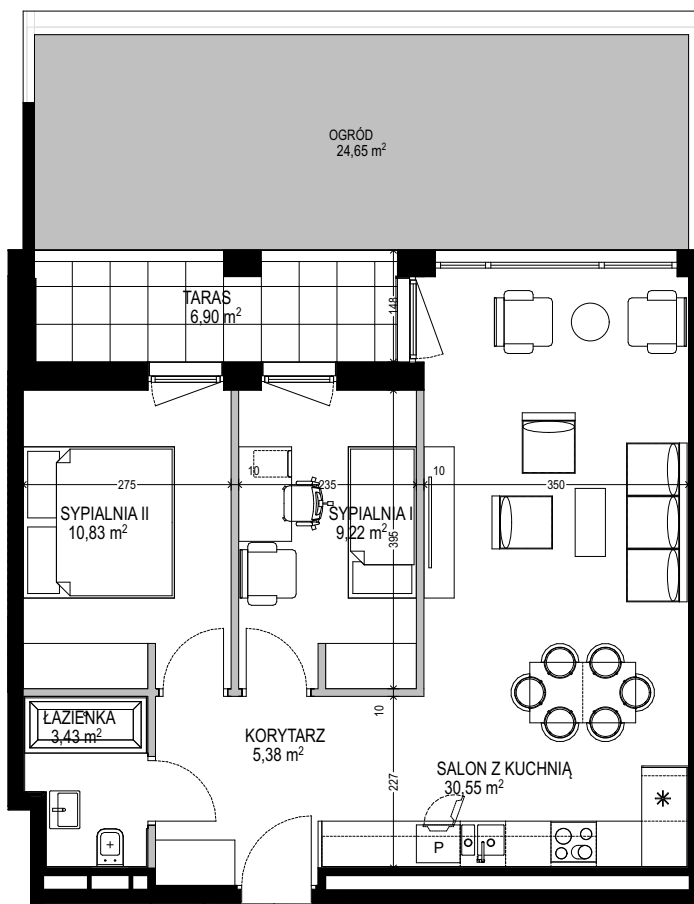 OGRÓD
24,65 m²
TARAS
6,90 m²
148
10
10
275
235
350
SYPIALNIA II
10,83 m²
SYPIALNIA I
9,22 m²
395
ŁAZIENKA
3,43 m²
10
KORYTARZ
5,38 m²
227
SALON Z KUCHNIĄ
30,55 m²
P